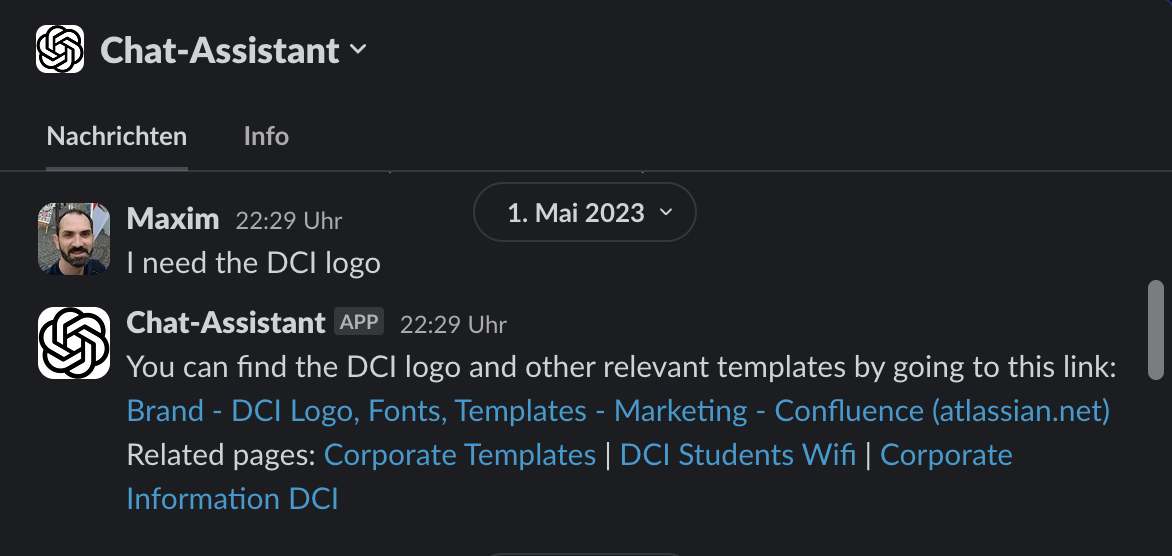 Chat-Assistant
Nachrichten
Info
1. Mai 2023
Maxim 22:29 Uhr
I need the DCI logo
Chat-Assistant APP 22:29 Uhr
You can find the DCI logo and other relevant templates by going to this link:
Brand - DCI Logo, Fonts, Templates - Marketing - Confluence (atlassian.net)
Related pages: Corporate Templates | DCI Students Wifi | Corporate
Information DCI